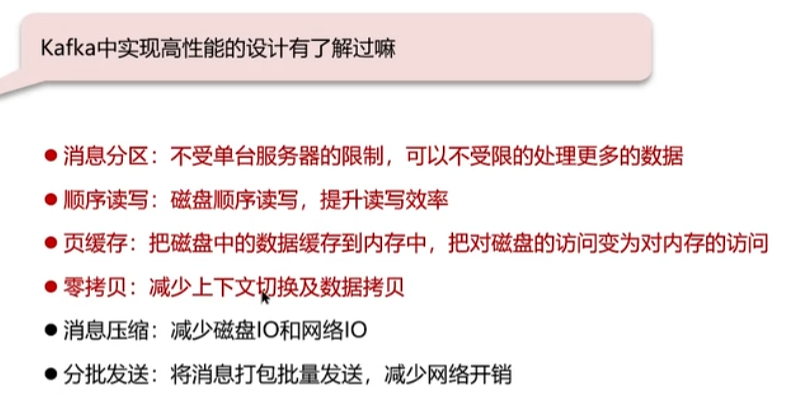 Kafka中实现高性能的设计有了解过嘛
●消息分区：不受单台服务器的限制，可以不受限的处理更多的数据
●顺序读写：磁盘顺序读写，提升读写效率
●页缓存：把磁盘中的数据缓存到内存中，把对磁盘的访问变为对内存的访问
●零拷贝：减少上下文切换及数据拷贝
●消息压缩：减少磁盘IO和网络IO
●分批发送：将消息打包批量发送，减少网络开销